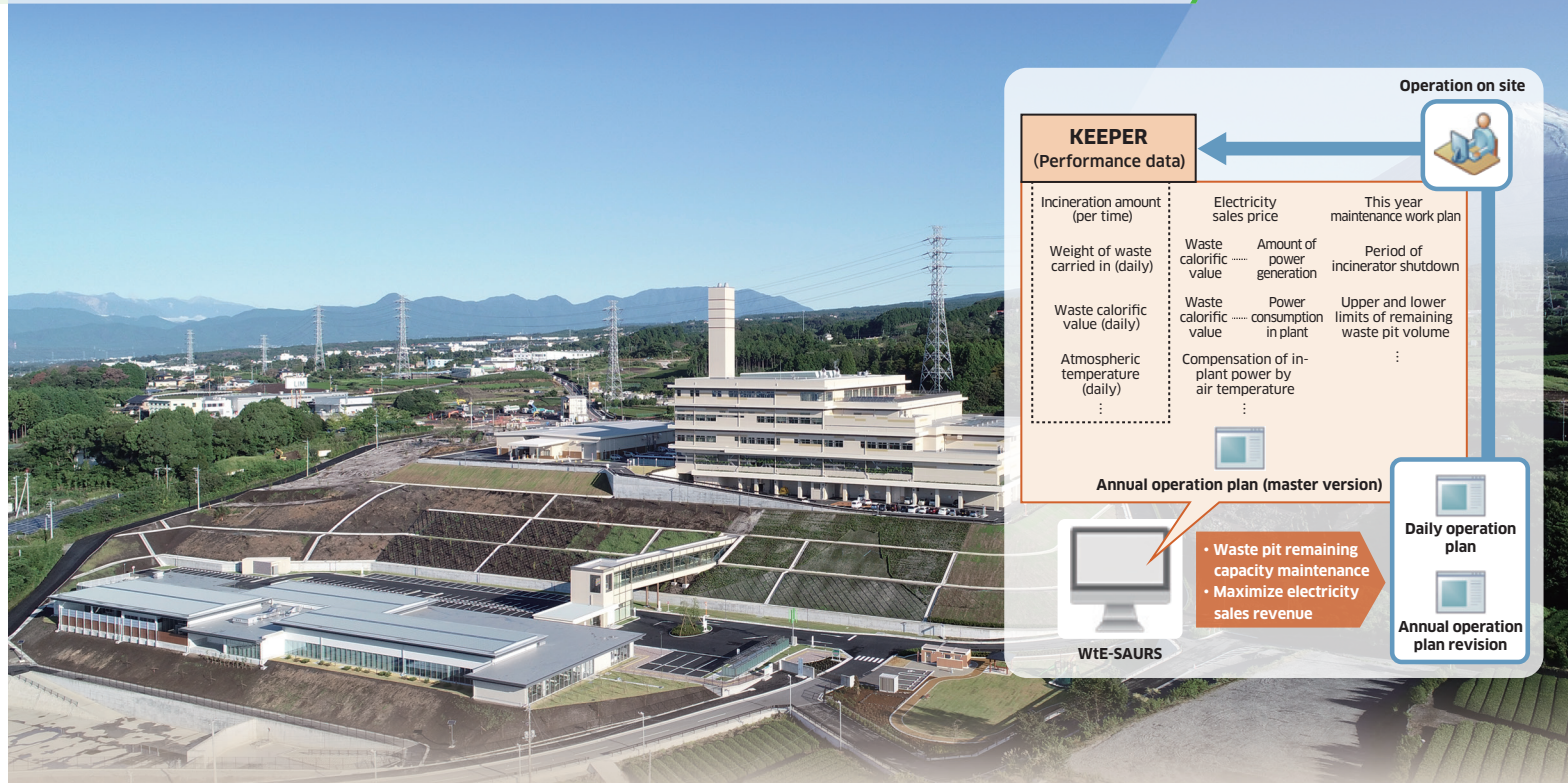 Operation on site
KEEPER
(Performance data)
Incineration amount
(per time)
Weight of waste
carried in (daily)
Waste calorific
value (daily)
Atmospheric
temperature
(daily)
⋮
Electricity
sales price
Waste
calorific
value
......
Amount of
power
generation
Waste
calorific
value
......
Power
consumption
in plant
Compensation of in-
plant power by
air temperature
⋮
This year
maintenance work plan
Period of
incinerator shutdown
Upper and lower
limits of remaining
waste pit volume
⋮
Annual operation plan (master version)
WtE-SAURS
• Waste pit remaining
capacity maintenance
• Maximize electricity
sales revenue
Daily operation
plan
Annual operation
plan revision
LIM